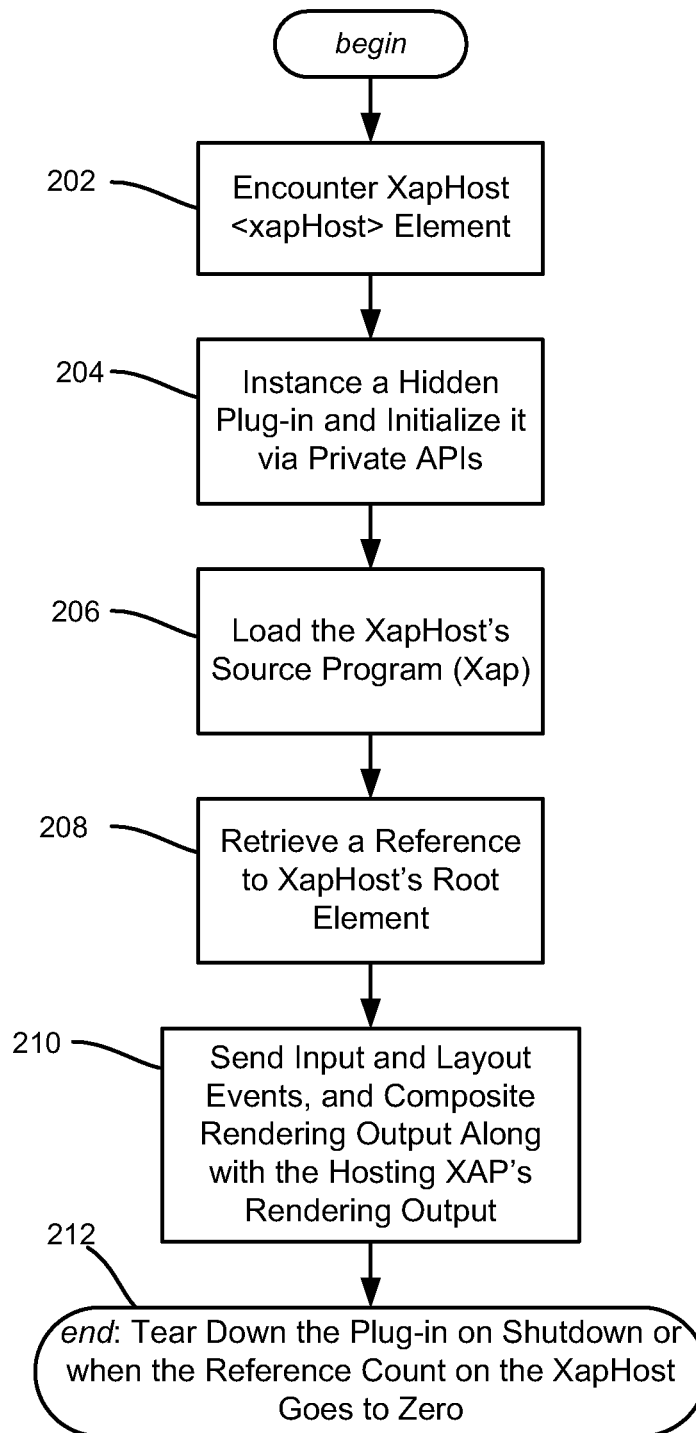 begin
202
Encounter XapHost
<xapHost> Element
204
Instance a Hidden
Plug-in and Initialize it
via Private APIs
206
Load the XapHost’s
Source Program (Xap)
208
Retrieve a Reference
to XapHost’s Root
Element
210
Send Input and Layout
Events, and Composite
Rendering Output Along
with the Hosting XAP’s
Rendering Output
212
end: Tear Down the Plug-in on Shutdown or
when the Reference Count on the XapHost
Goes to Zero